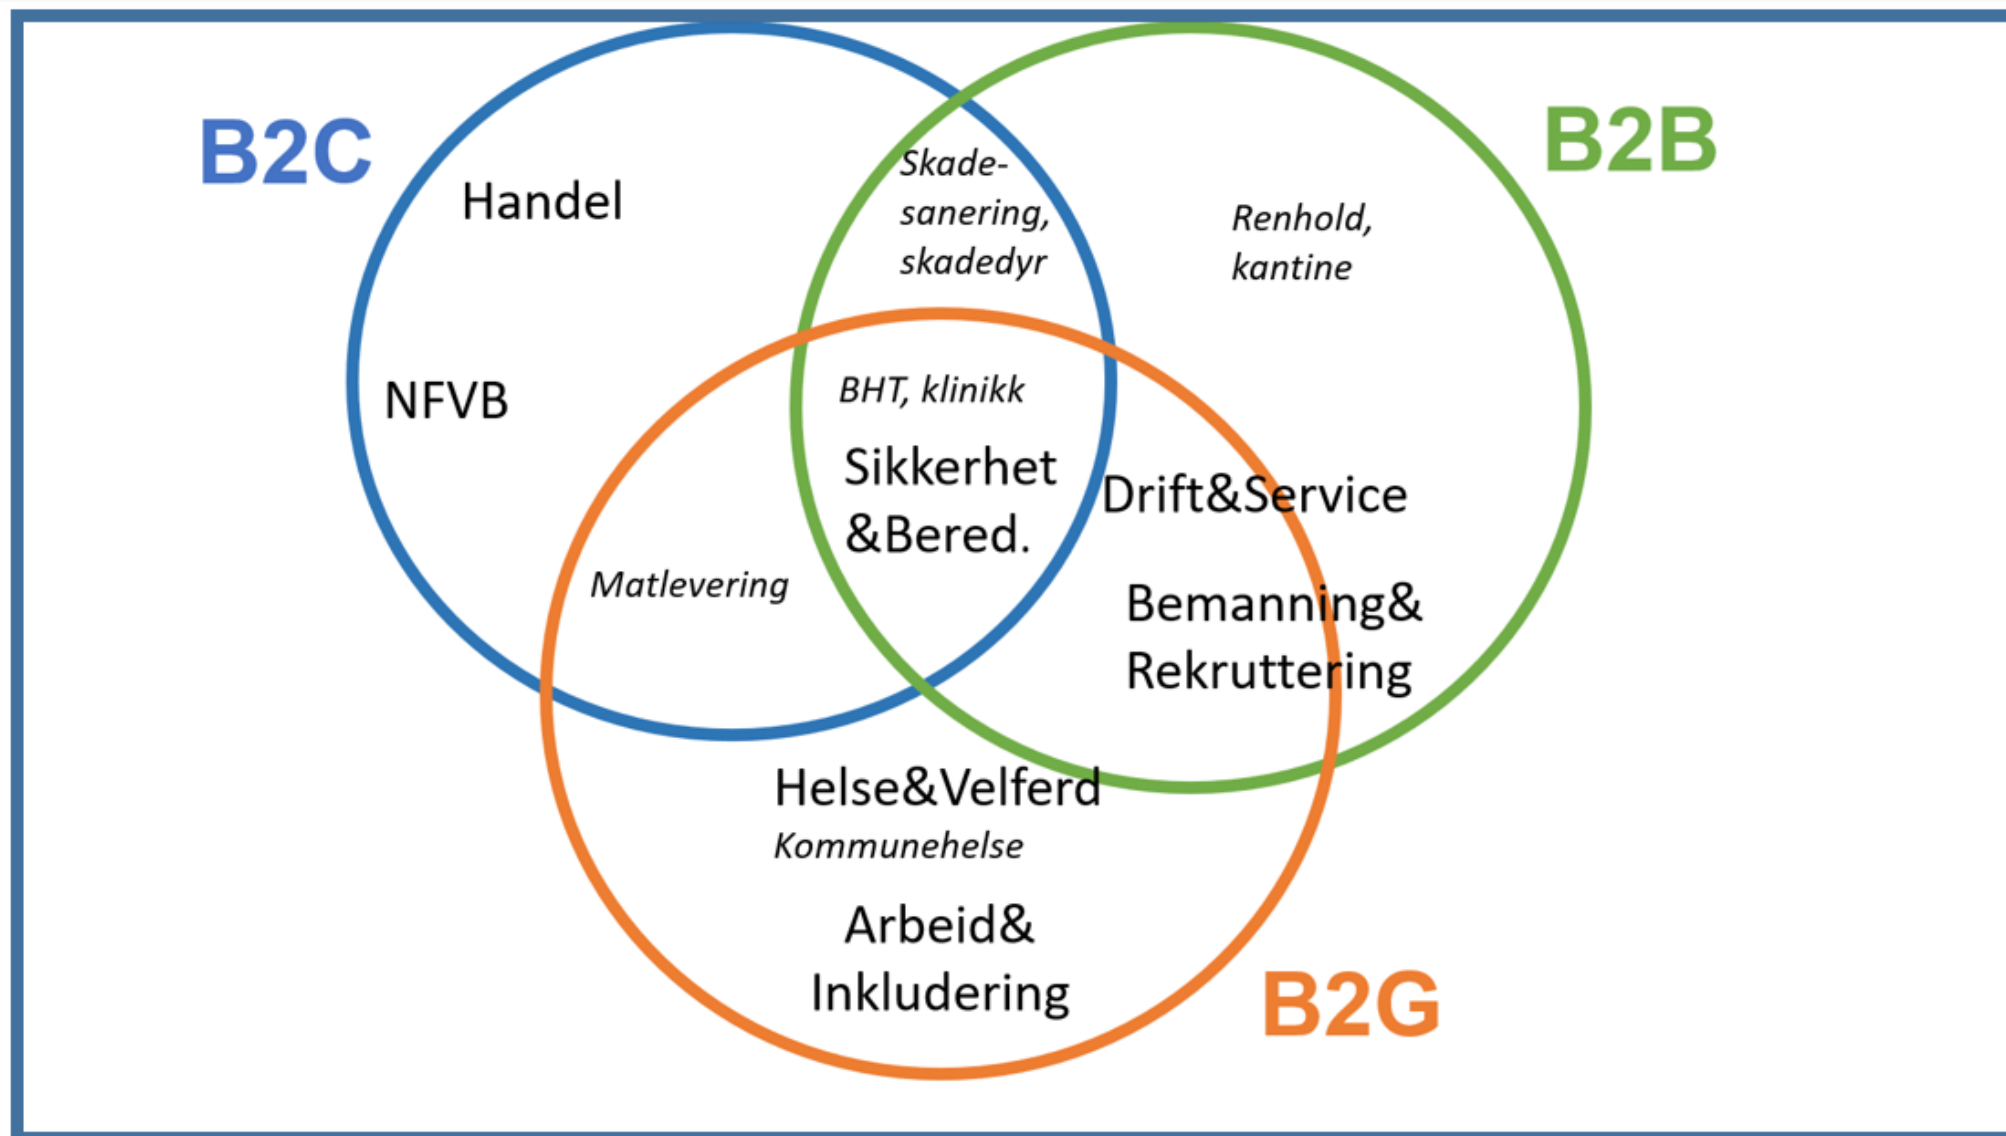 B2C
B2B
Handel
Skade-
sanering,
skadedyr
Renhold,
kantine
NFVB
BHT, klinikk
Sikkerhet
&Bered.
Drift&Service
Matlevering
Bemanning&
Rekruttering
Helse&Velferd
Kommunehelse
Arbeid&
Inkludering
B2G